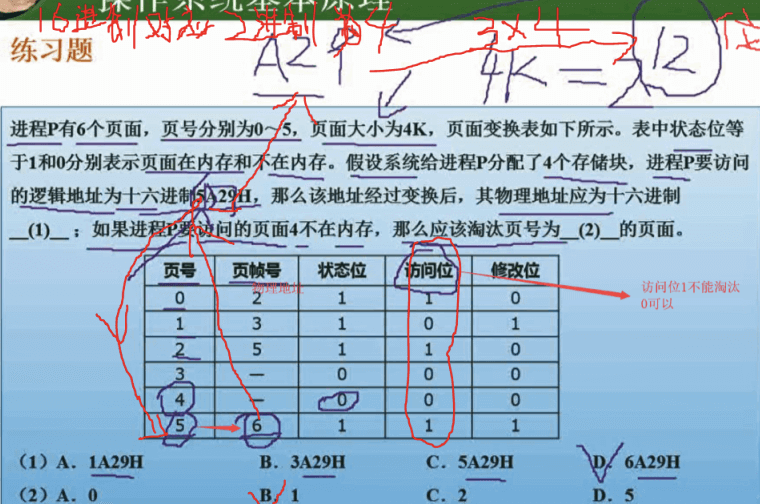 操作系统基本原理
16进制对应2进制
3×4
练习题
A29
4K=2
12
进程P有6个页面，页号分别为0～5，页面大小为4K，页面变换表如下所示。表中状态位等
于1和0分别表示页面在内存和不在内存。假设系统给进程P分配了4个存储块，进程P要访问
的逻辑地址为十六进制5A29H，那么该地址经过变换后，其物理地址应为十六进制
__(1)__；如果进程P要访问的页面4不在内存，那么应该淘汰页号为__(2)__的页面。
页号 页帧号 状态位 访问位 修改位
物理地址
访问位1不能淘汰
0可以
0 2 1 1 0
1 3 1 0 1
2 5 1 1 0
3 — 0 0 0
4 — 0 0 0
5 6 1 1 1
（1）A．1A29H B．3A29H C．5A29H D．6A29H
（2）A．0 B．1 C．2 D．5